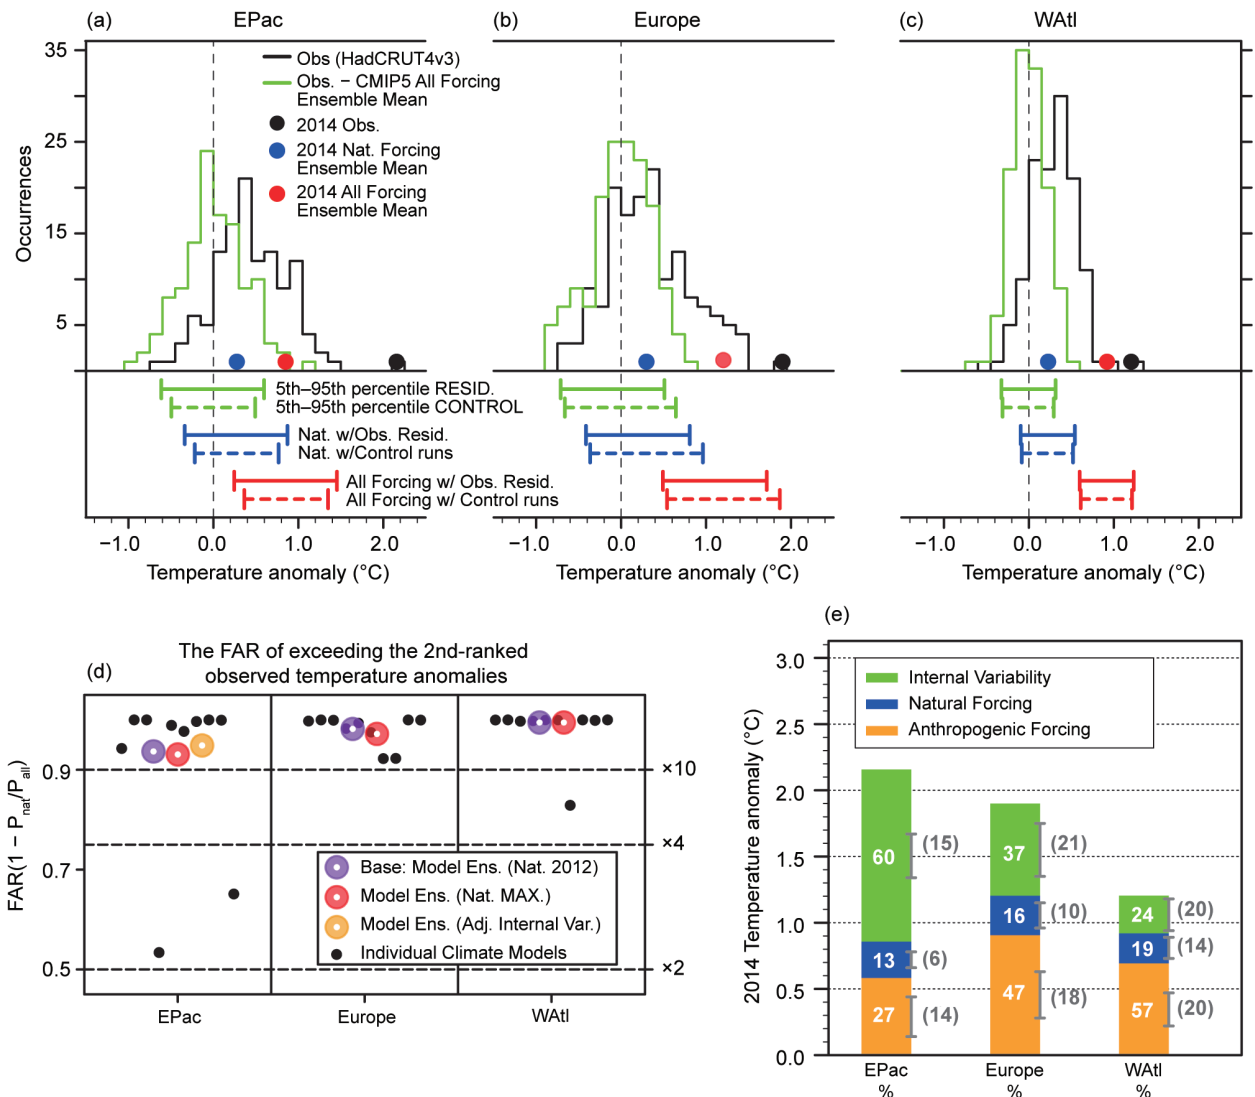 (a)
EPac
(b)
Europe
(c)
WAtl
35
25
15
5
Occurrences
Obs (HadCRUT4v3)
Obs. − CMIP5 All Forcing
Ensemble Mean
2014 Obs.
2014 Nat. Forcing
Ensemble Mean
2014 All Forcing
Ensemble Mean
5th–95th percentile RESID.
5th–95th percentile CONTROL
Nat. w/Obs. Resid.
Nat. w/Control runs
All Forcing w/ Obs. Resid.
All Forcing w/ Control runs
−1.0 0.0 1.0 2.0
−1.0 0.0 1.0 2.0
−1.0 0.0 1.0 2.0
Temperature anomaly (°C)
Temperature anomaly (°C)
Temperature anomaly (°C)
(d)
The FAR of exceeding the 2nd-ranked
observed temperature anomalies
FAR(1 − Pnat/Pall)
0.9
0.7
0.5
×10
×4
×2
Base: Model Ens. (Nat. 2012)
Model Ens. (Nat. MAX.)
Model Ens. (Adj. Internal Var.)
Individual Climate Models
EPac
Europe
WAtl
(e)
2014 Temperature anomaly (°C)
3.0
2.5
2.0
1.5
1.0
0.5
0.0
Internal Variability
Natural Forcing
Anthropogenic Forcing
60 (15)
13 (6)
27 (14)
37 (21)
16 (10)
47 (18)
24 (20)
19 (14)
57 (20)
EPac
%
Europe
%
WAtl
%